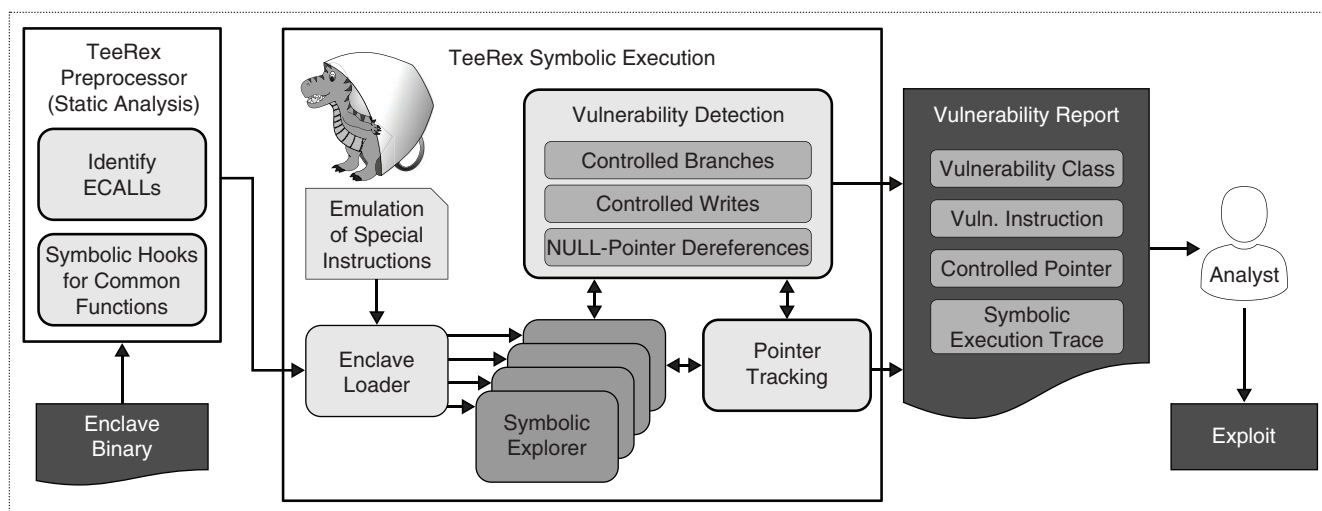 TeeRex
Preprocessor
(Static Analysis)
Identify
ECALLs
Symbolic Hooks
for Common
Functions
Enclave
Binary
TeeRex Symbolic Execution
Emulation
of Special
Instructions
Enclave
Loader
Symbolic
Explorer
Vulnerability Detection
Controlled Branches
Controlled Writes
NULL-Pointer Dereferences
Pointer
Tracking
Vulnerability Report
Vulnerability Class
Vuln. Instruction
Controlled Pointer
Symbolic
Execution Trace
Analyst
Exploit